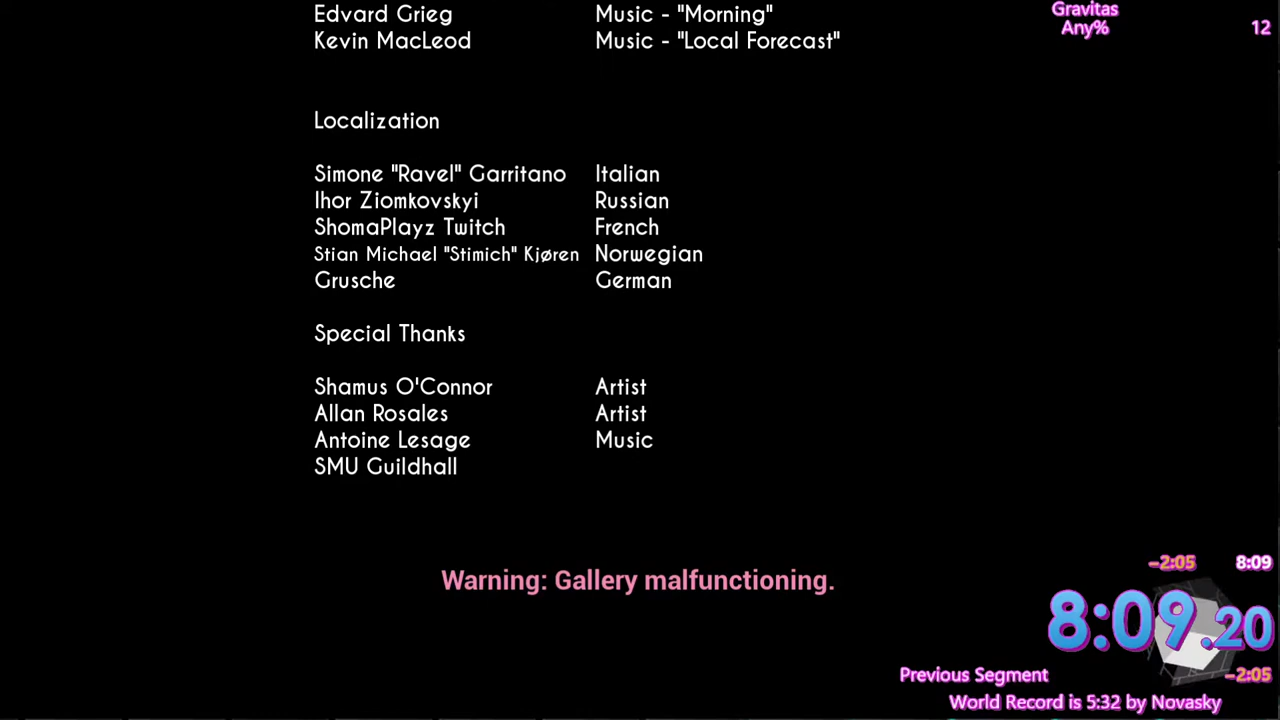 Edvard Grieg Music - "Morning"
Kevin MacLeod Music - "Local Forecast"
Gravitas
Any% 12
Localization
Simone "Ravel" Garritano Italian
Ihor Ziomkovskyi Russian
ShomaPlayz Twitch French
Stian Michael "Stimich" Kjøren Norwegian
Grusche German
Special Thanks
Shamus O'Connor Artist
Allan Rosales Artist
Antoine Lesage Music
SMU Guildhall
Warning: Gallery malfunctioning.
-2:05 8:09
8:09.20
Previous Segment -2:05
World Record is 5:32 by Novasky